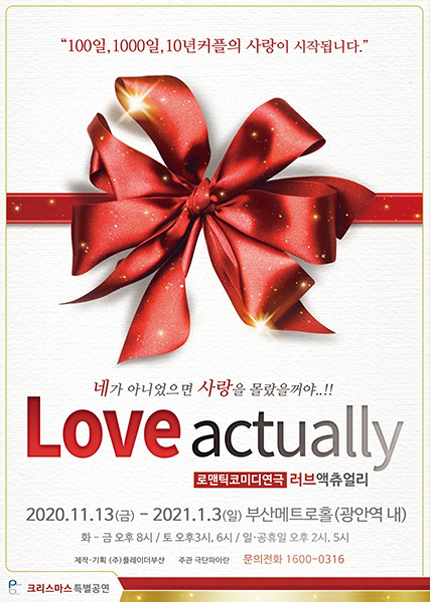 “100일,1000일,10년커플의 사랑이 시작됩니다.”
네가 아니었으면 사랑을 몰랐을꺼야..!!
Love actually
로맨틱코미디연극 러브액츄얼리
2020.11.13(금) – 2021.1.3(일) 부산메트로홀(광안역 내)
화 – 금 오후 8시 / 토 오후3시, 6시 / 일·공휴일 오후 2시, 5시
제작·기획 (주)플레이더부산 주관 극단파아란 문의전화 1600-0316
크리스마스 특별공연